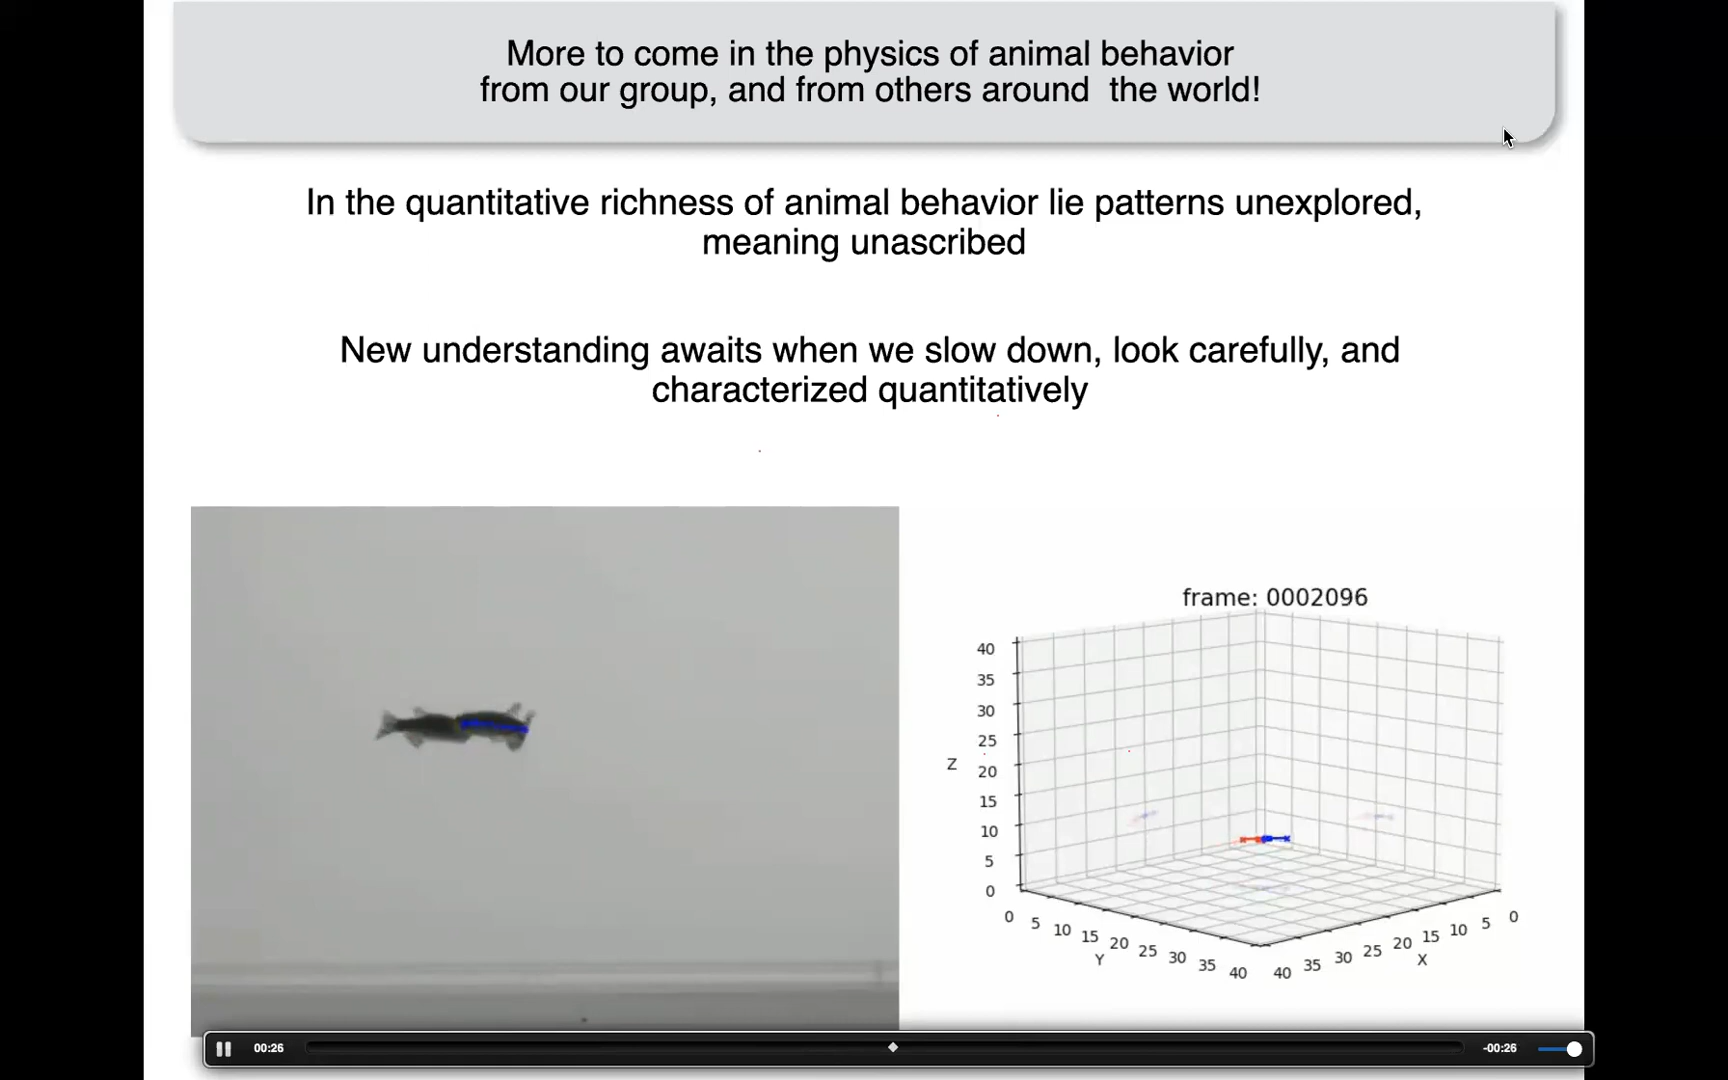 More to come in the physics of animal behavior
from our group, and from others around  the world!
In the quantitative richness of animal behavior lie patterns unexplored,
meaning unascribed
New understanding awaits when we slow down, look carefully, and
characterized quantitatively
frame: 0002096
40
35
30
25
Z
20
15
10
5
0
0 5 10 15 20 25 30 35 40
Y
40 35 30 25 20 15 10 5 0
X
00:26
-00:26